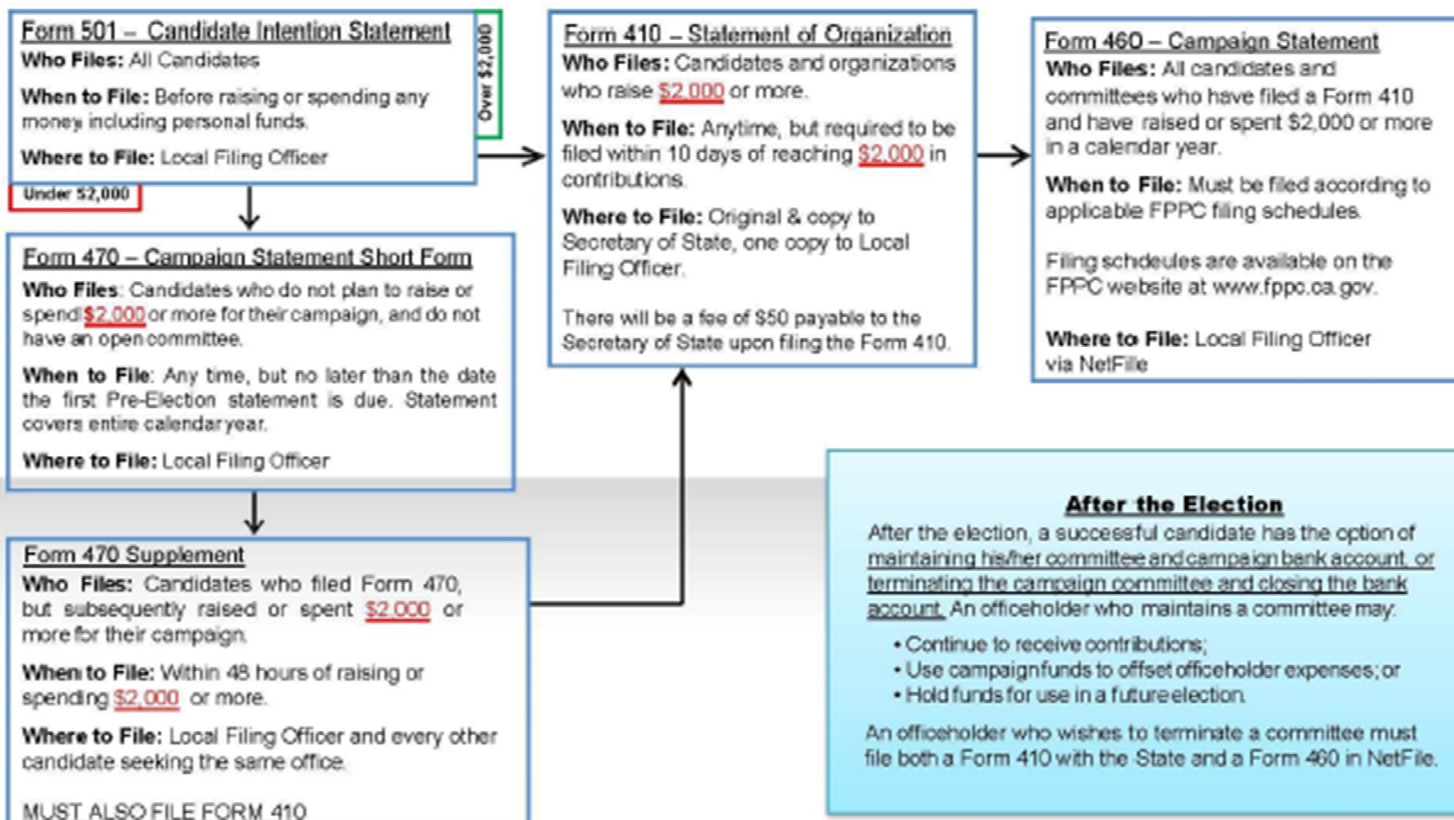 Form 501 – Candidate Intention Statement
Who Files: All Candidates
When to File: Before raising or spending any
money including personal funds.
Where to File: Local Filing Officer
Over $2,000
Under $2,000
Form 470 – Campaign Statement Short Form
Who Files: Candidates who do not plan to raise or
spend $2,000 or more for their campaign, and do not
have an open committee.
When to File: Any time, but no later than the date
the first Pre-Election statement is due. Statement
covers entire calendar year.
Where to File: Local Filing Officer
Form 470 Supplement
Who Files: Candidates who filed Form 470,
but subsequently raised or spent $2,000 or
more for their campaign.
When to File: Within 48 hours of raising or
spending $2,000 or more.
Where to File: Local Filing Officer and every other
candidate seeking the same office.
MUST ALSO FILE FORM 410
Form 410 – Statement of Organization
Who Files: Candidates and organizations
who raise $2,000 or more.
When to File: Anytime, but required to be
filed within 10 days of reaching $2,000 in
contributions.
Where to File: Original & copy to
Secretary of State, one copy to Local
Filing Officer.
There will be a fee of $50 payable to the
Secretary of State upon filing the Form 410.
Form 460 – Campaign Statement
Who Files: All candidates and
committees who have filed a Form 410
and have raised or spent $2,000 or more
in a calendar year.
When to File: Must be filed according to
applicable FPPC filing schedules.
Filing schdeules are available on the
FPPC website at www.fppc.ca.gov.
Where to File: Local Filing Officer
via NetFile
After the Election
After the election, a successful candidate has the option of
maintaining his/her committee and campaign bank account, or
terminating the campaign committee and closing the bank
account. An officeholder who maintains a committee may:
• Continue to receive contributions;
• Use campaign funds to offset officeholder expenses; or
• Hold funds for use in a future election.
An officeholder who wishes to terminate a committee must
file both a Form 410 with the State and a Form 460 in NetFile.